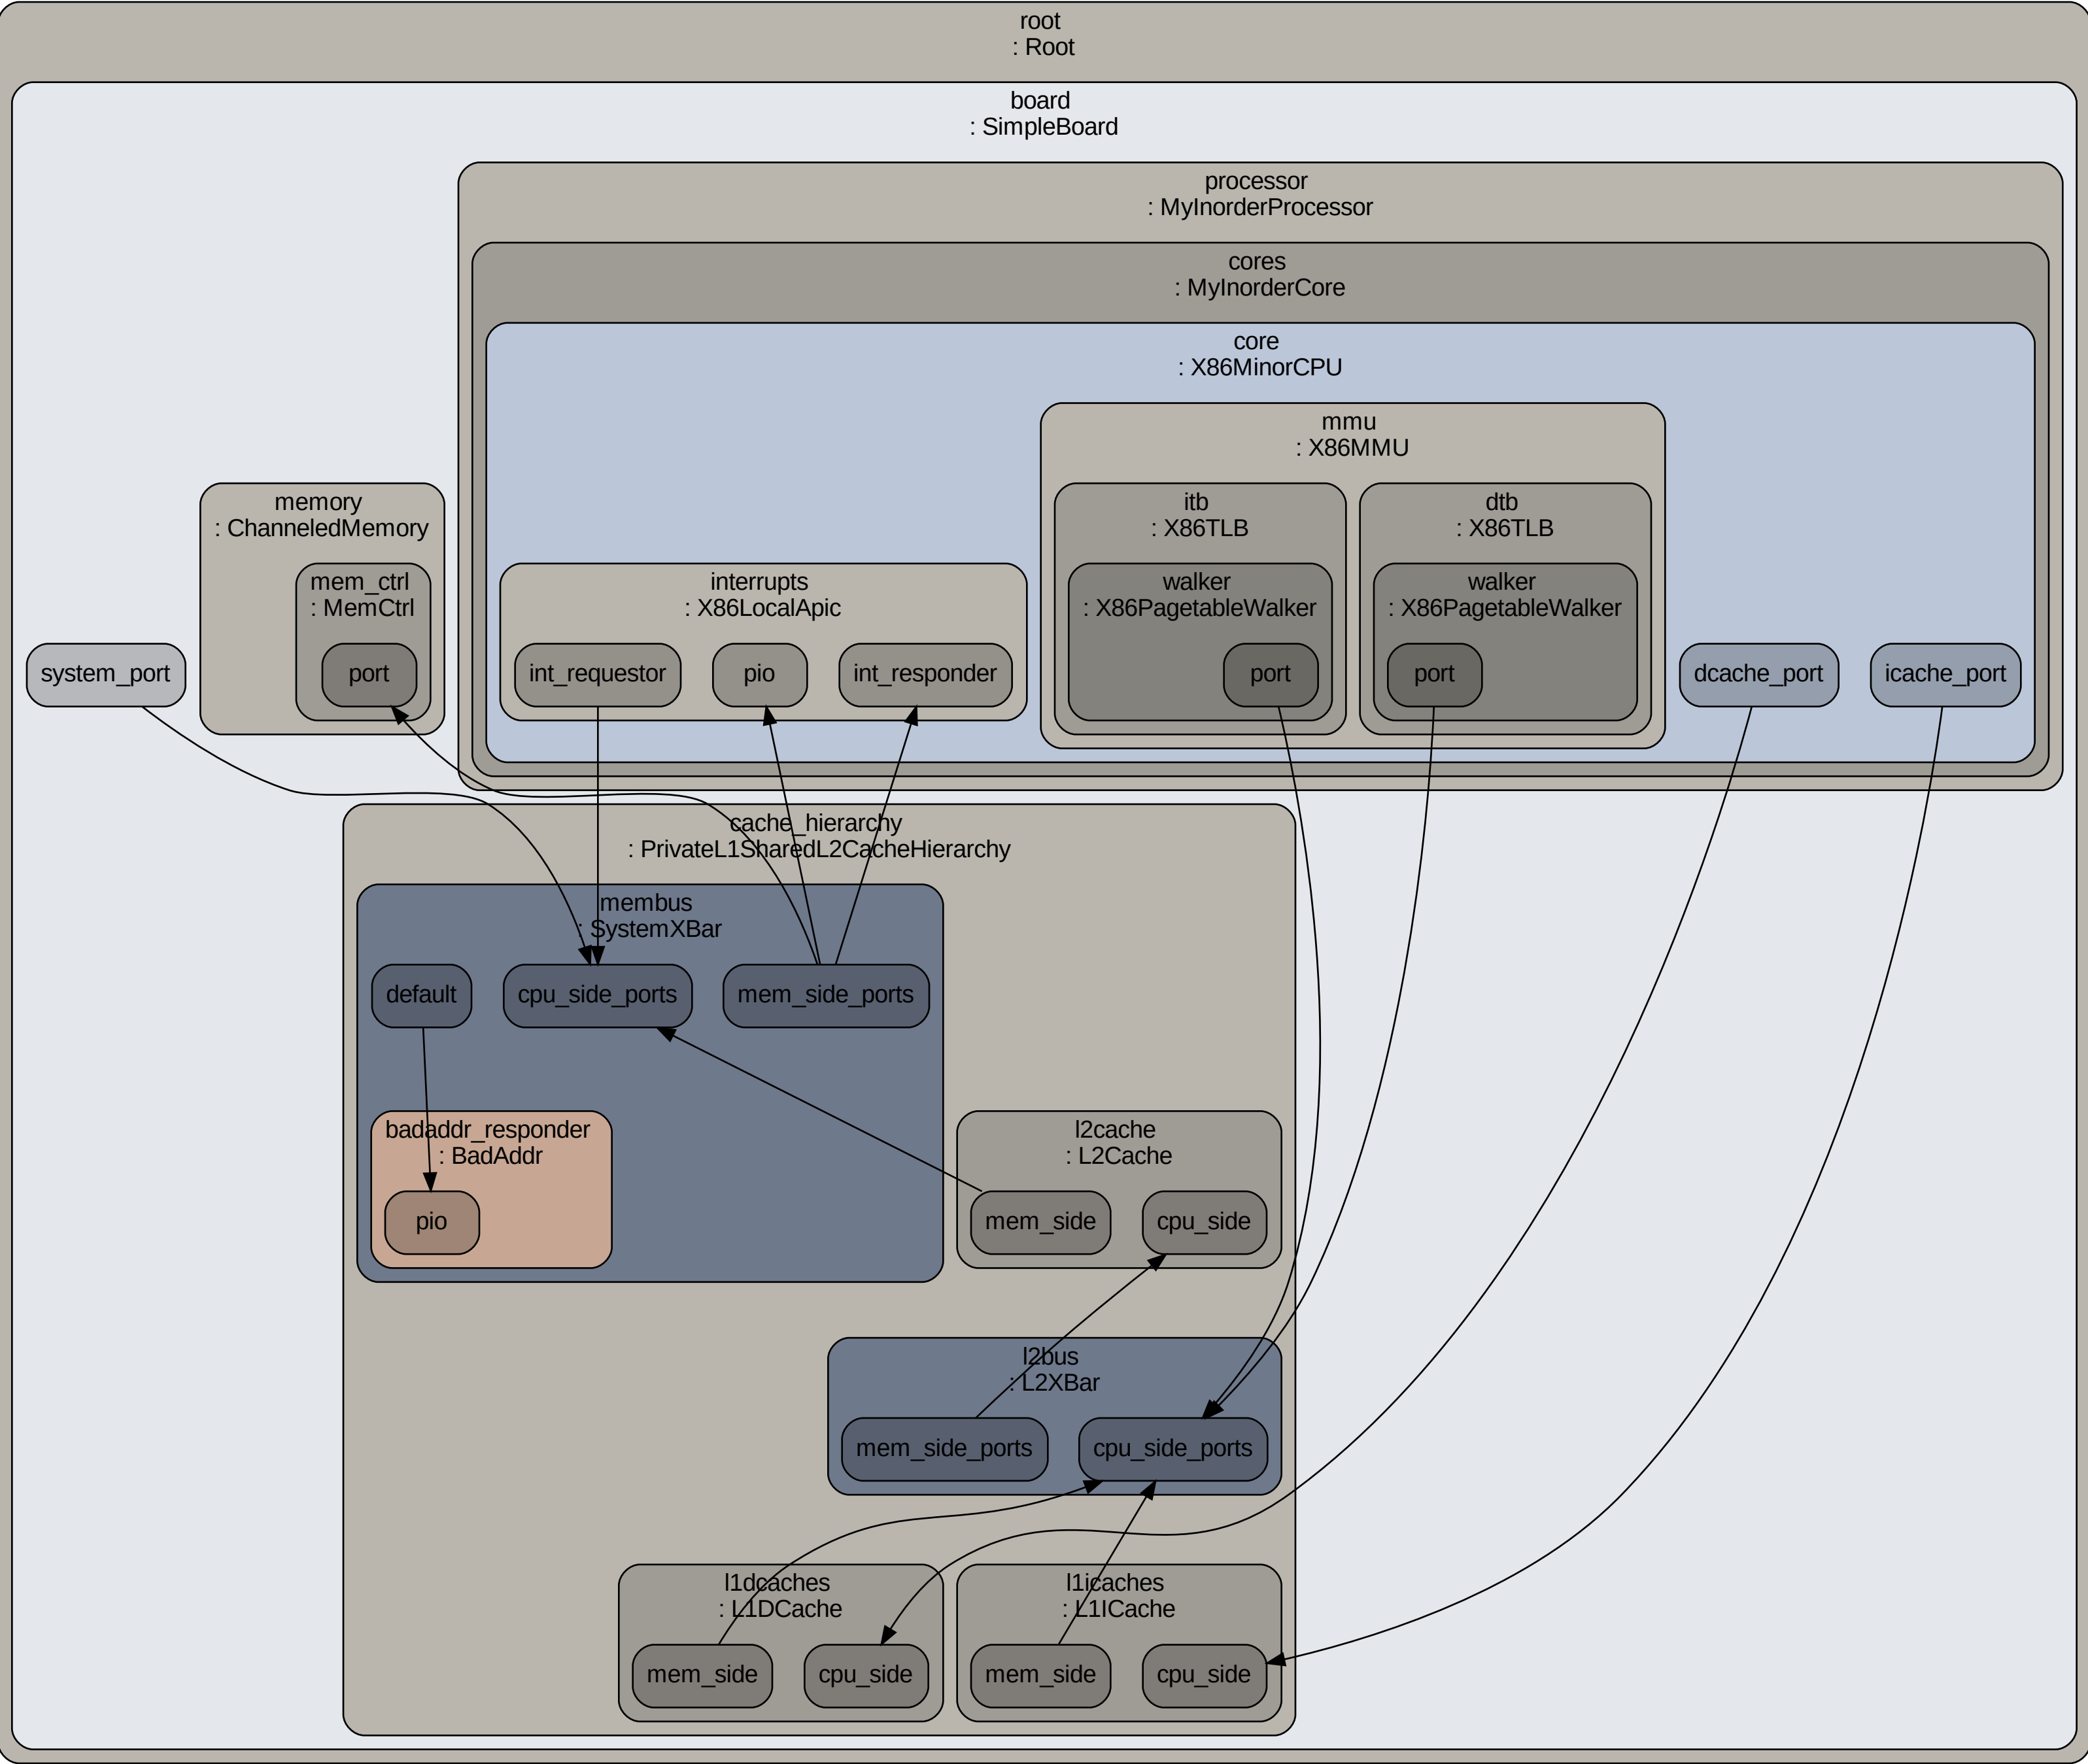 root
: Root
board
: SimpleBoard
processor
: MyInorderProcessor
cores
: MyInorderCore
core
: X86MinorCPU
mmu
: X86MMU
memory
: ChanneledMemory
itb
: X86TLB
dtb
: X86TLB
mem_ctrl
: MemCtrl
interrupts
: X86LocalApic
walker
: X86PagetableWalker
walker
: X86PagetableWalker
system_port
port
int_requestor
pio
int_responder
port
port
dcache_port
icache_port
cache_hierarchy
: PrivateL1SharedL2CacheHierarchy
membus
: SystemXBar
default
cpu_side_ports
mem_side_ports
badaddr_responder
: BadAddr
pio
l2cache
: L2Cache
mem_side
cpu_side
l2bus
: L2XBar
mem_side_ports
cpu_side_ports
l1dcaches
: L1DCache
mem_side
cpu_side
l1icaches
: L1ICache
mem_side
cpu_side